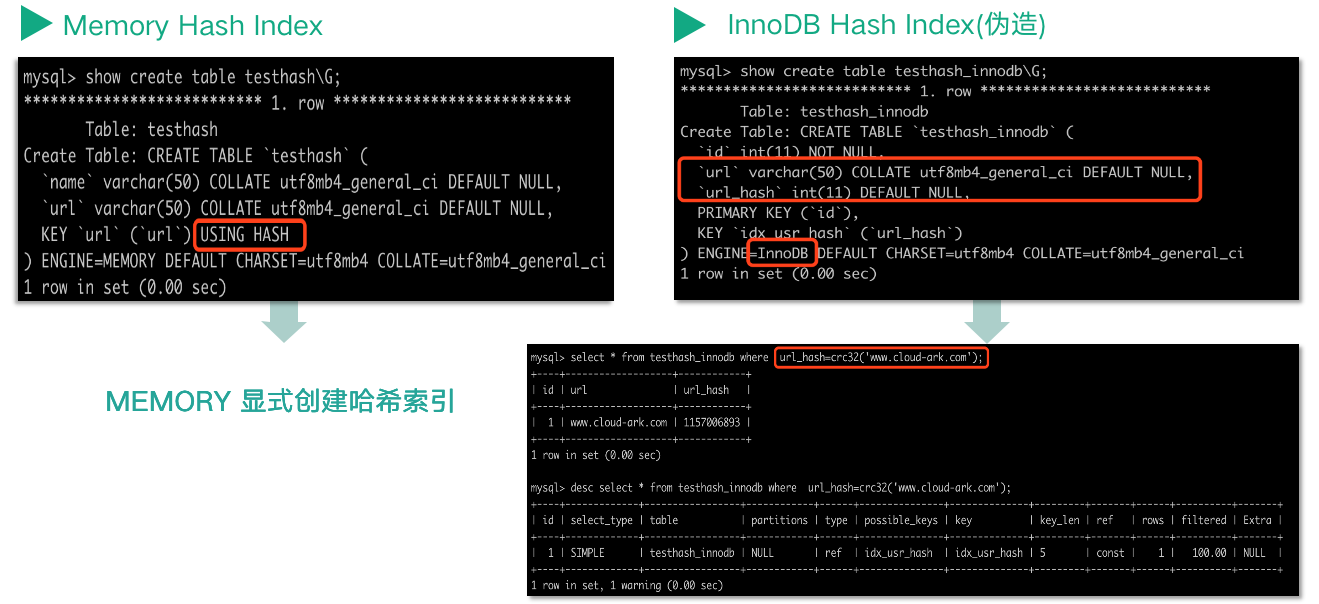 Memory Hash Index
mysql> show create table testhash\G;
*************************** 1. row ***************************
Table: testhash
Create Table: CREATE TABLE `testhash` (
`name` varchar(50) COLLATE utf8mb4_general_ci DEFAULT NULL,
`url` varchar(50) COLLATE utf8mb4_general_ci DEFAULT NULL,
KEY `url` (`url`) USING HASH
) ENGINE=MEMORY DEFAULT CHARSET=utf8mb4 COLLATE=utf8mb4_general_ci
1 row in set (0.00 sec)
MEMORY 显式创建哈希索引
InnoDB Hash Index(伪造)
mysql> show create table testhash_innodb\G;
*************************** 1. row ***************************
Table: testhash_innodb
Create Table: CREATE TABLE `testhash_innodb` (
`id` int(11) NOT NULL,
`url` varchar(50) COLLATE utf8mb4_general_ci DEFAULT NULL,
`url_hash` int(11) DEFAULT NULL,
PRIMARY KEY (`id`),
KEY `idx_usr_hash` (`url_hash`)
) ENGINE=InnoDB DEFAULT CHARSET=utf8mb4 COLLATE=utf8mb4_general_ci
1 row in set (0.00 sec)
mysql> select * from testhash_innodb where url_hash=crc32('www.cloud-ark.com');
+----+-------------------+------------+
| id | url | url_hash |
+----+-------------------+------------+
| 1 | www.cloud-ark.com | 1157006893 |
+----+-------------------+------------+
1 row in set (0.00 sec)
mysql> desc select * from testhash_innodb where url_hash=crc32('www.cloud-ark.com');
+----+-------------+-----------------+------------+------+---------------+--------------+---------+-------+------+----------+-------+
| id | select_type | table | partitions | type | possible_keys | key | key_len | ref | rows | filtered | Extra |
+----+-------------+-----------------+------------+------+---------------+--------------+---------+-------+------+----------+-------+
| 1 | SIMPLE | testhash_innodb | NULL | ref | idx_usr_hash | idx_usr_hash | 5 | const | 1 | 100.00 | NULL |
+----+-------------+-----------------+------------+------+---------------+--------------+---------+-------+------+----------+-------+
1 row in set, 1 warning (0.00 sec)